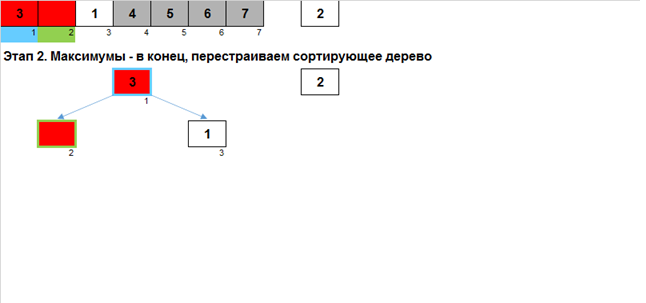 3 1 4 5 6 7 2
1 2 3 4 5 6 7
Этап 2. Максимумы - в конец, перестраиваем сортирующее дерево
3 2
1
1
2 3